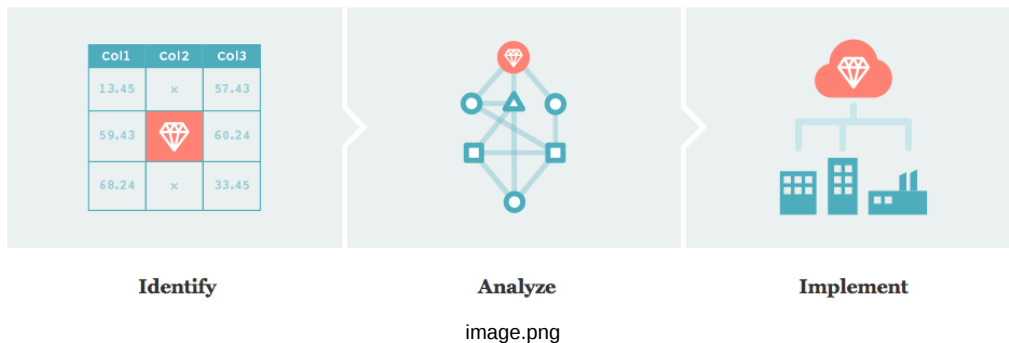 Col1 Col2 Col3
13.45 x 57.43
59.43 60.24
68.24 x 33.45
Identify
Analyze
Implement
image.png